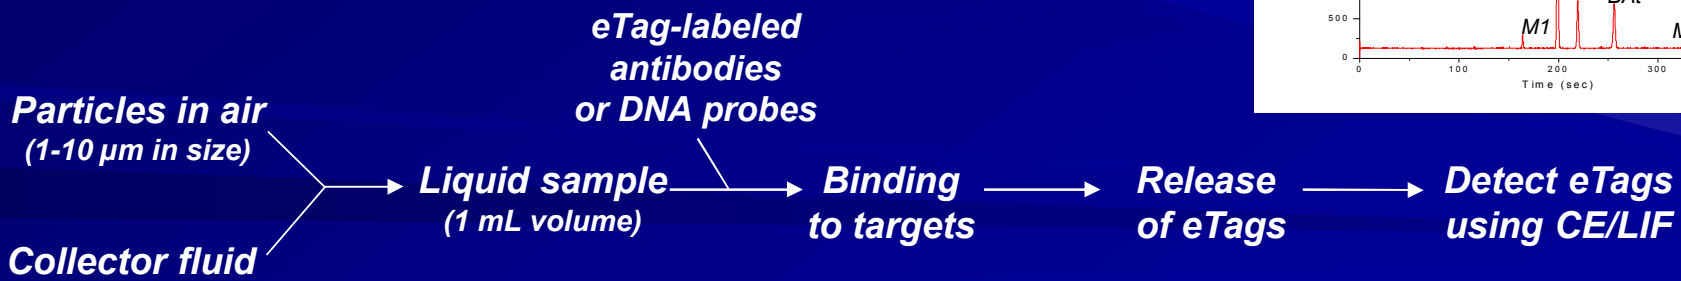 eTag-labeled
antibodies
or DNA probes
Particles in air
(1-10 µm in size)
Collector fluid
Liquid sample
(1 mL volume)
Binding
to targets
Release
of eTags
Detect eTags
using CE/LIF
500
M1
0
0 100 200 300
Time (sec)